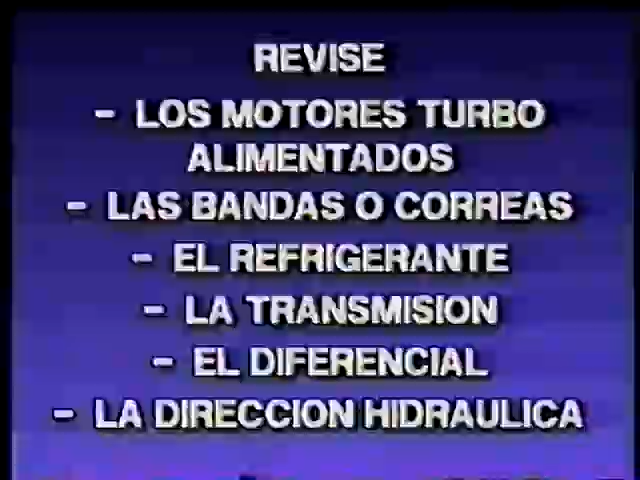 REVISE
- LOS MOTORES TURBO
ALIMENTADOS
- LAS BANDAS O CORREAS
- EL REFRIGERANTE
- LA TRANSMISION
- EL DIFERENCIAL
- LA DIRECCION HIDRAULICA